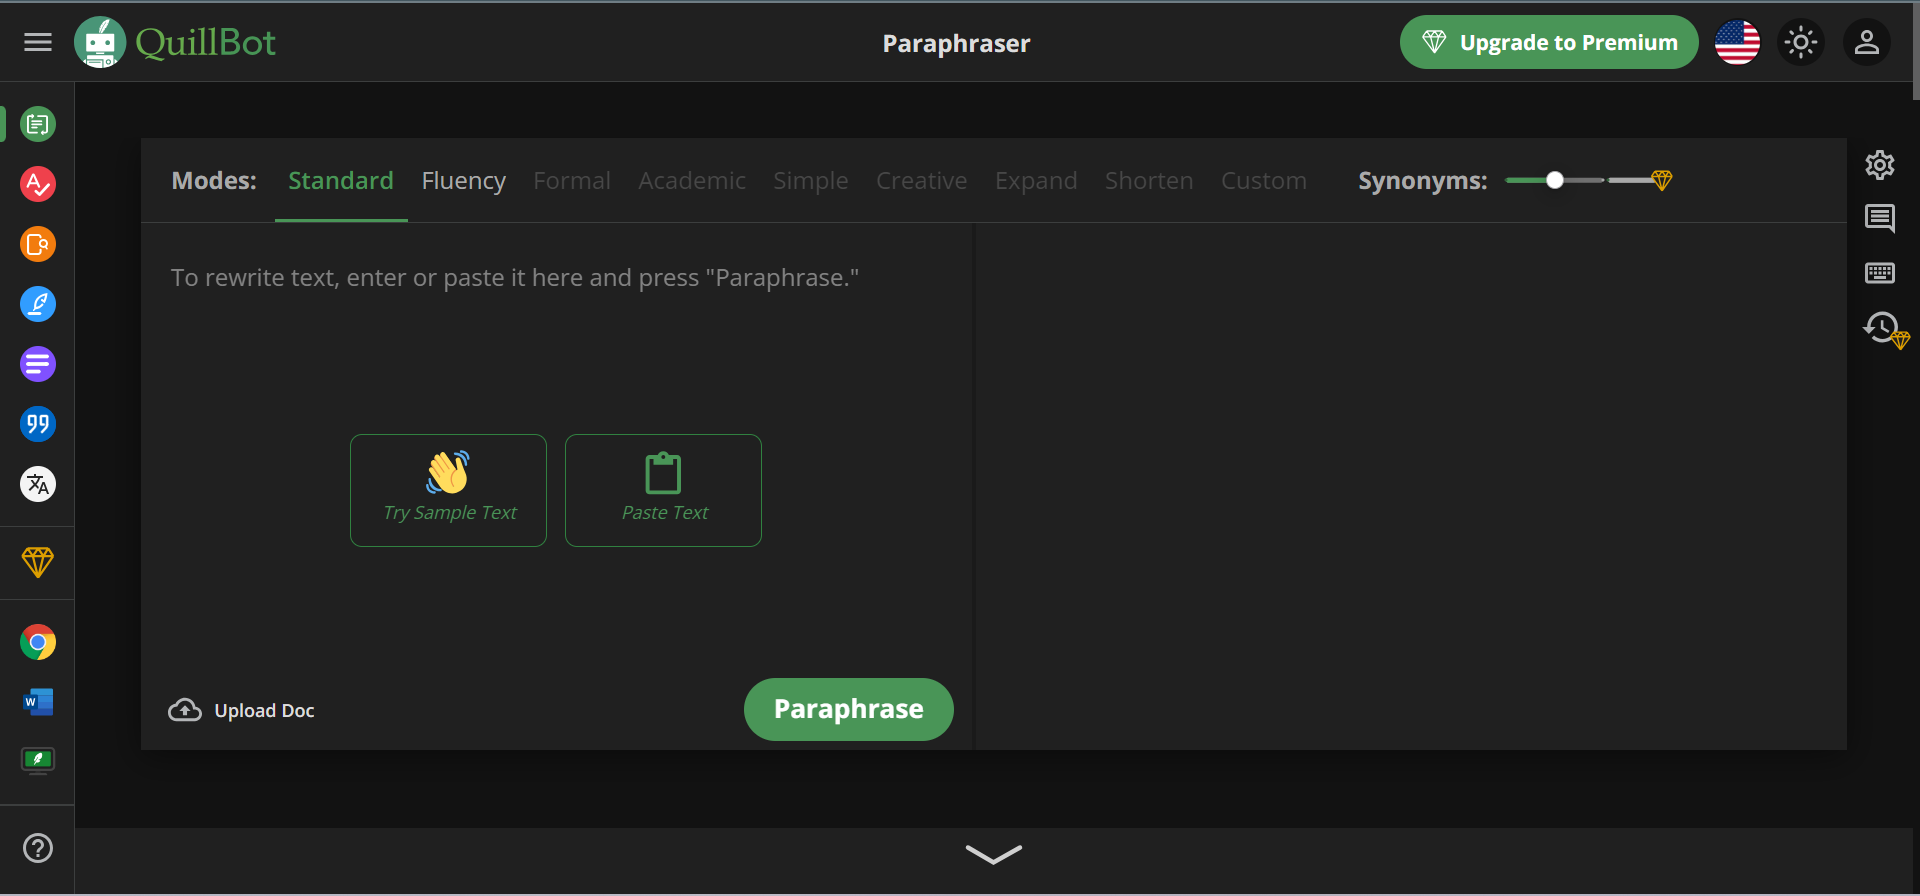 QuillBot
Paraphraser
Upgrade to Premium
Modes: Standard Fluency Formal Academic Simple Creative Expand Shorten Custom Synonyms:
To rewrite text, enter or paste it here and press "Paraphrase."
Try Sample Text
Paste Text
Upload Doc
Paraphrase